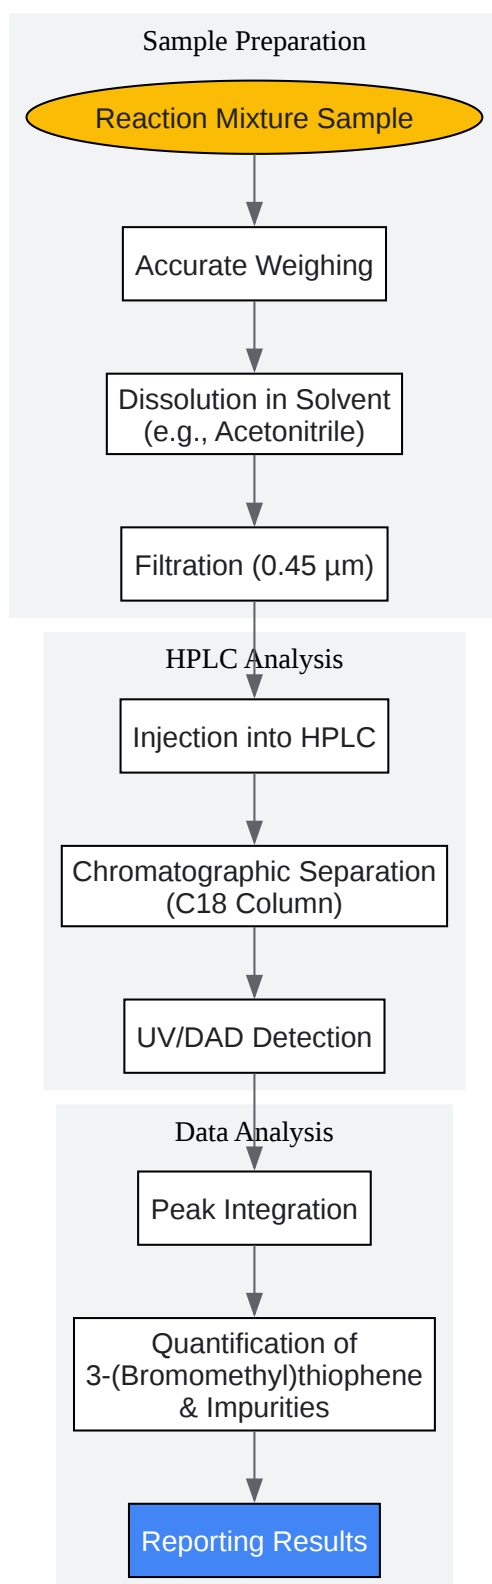 Sample Preparation
Reaction Mixture Sample
Accurate Weighing
Dissolution in Solvent
(e.g., Acetonitrile)
Filtration (0.45 µm)
HPLC Analysis
Injection into HPLC
Chromatographic Separation
(C18 Column)
UV/DAD Detection
Data Analysis
Peak Integration
Quantification of
3-(Bromomethyl)thiophene
& Impurities
Reporting Results